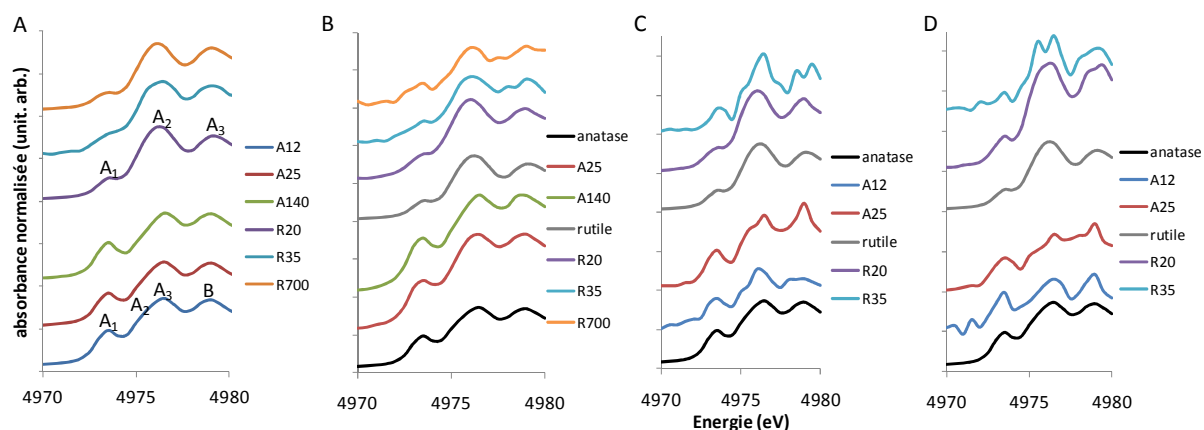 A
B
C
D
absorbance normalisée (unit. arb.)
A₁
A₂
A₃
A₁
A₂
A₃
B
4970
4975
4980
A12
A25
A140
R20
R35
R700
4970
4975
4980
anatase
A25
A140
rutile
R20
R35
R700
4970
4975
4980
anatase
A12
A25
rutile
R20
R35
4970
4975
4980
anatase
A12
A25
rutile
R20
R35
Energie (eV)